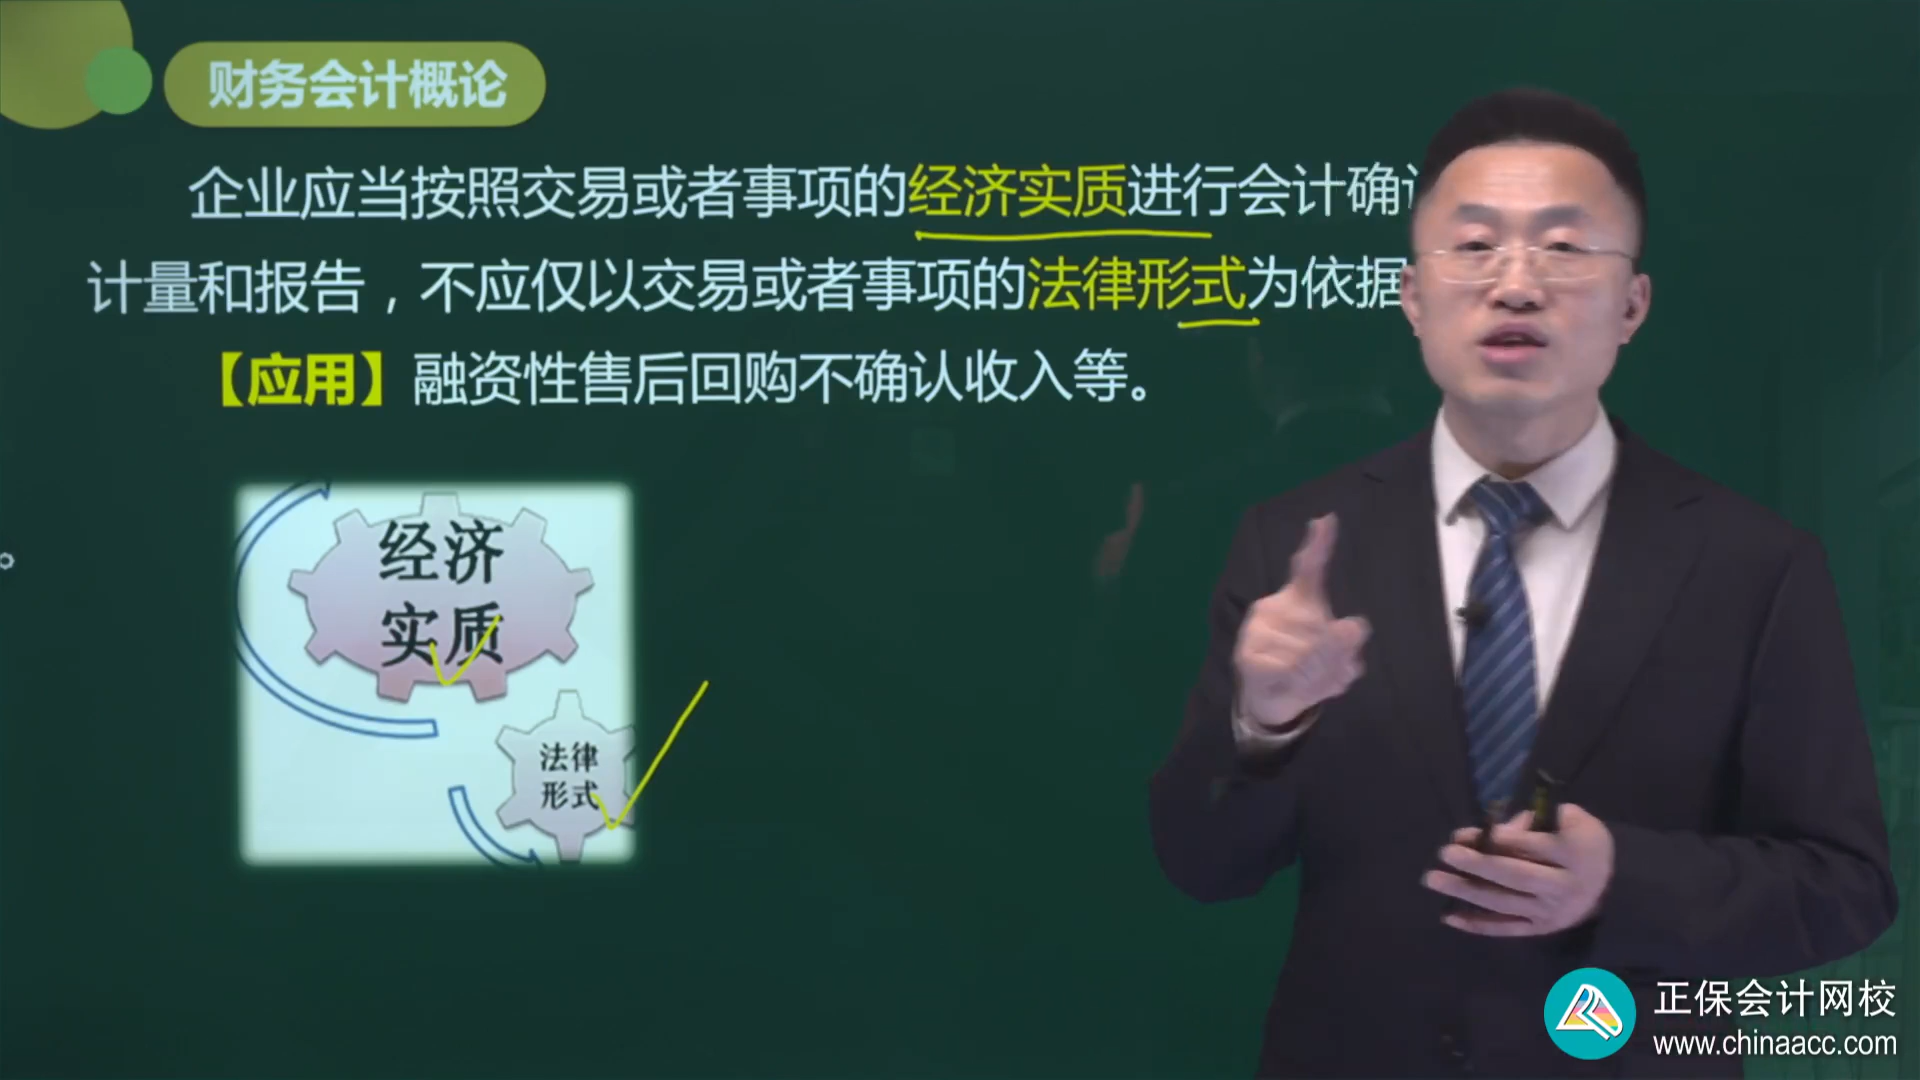 财务会计概论
企业应当按照交易或者事项的经济实质进行会计确
计量和报告，不应仅以交易或者事项的法律形式为依据
【应用】融资性售后回购不确认收入等。
经济
实质
法律
形式
正保会计网校
www.chinaacc.com